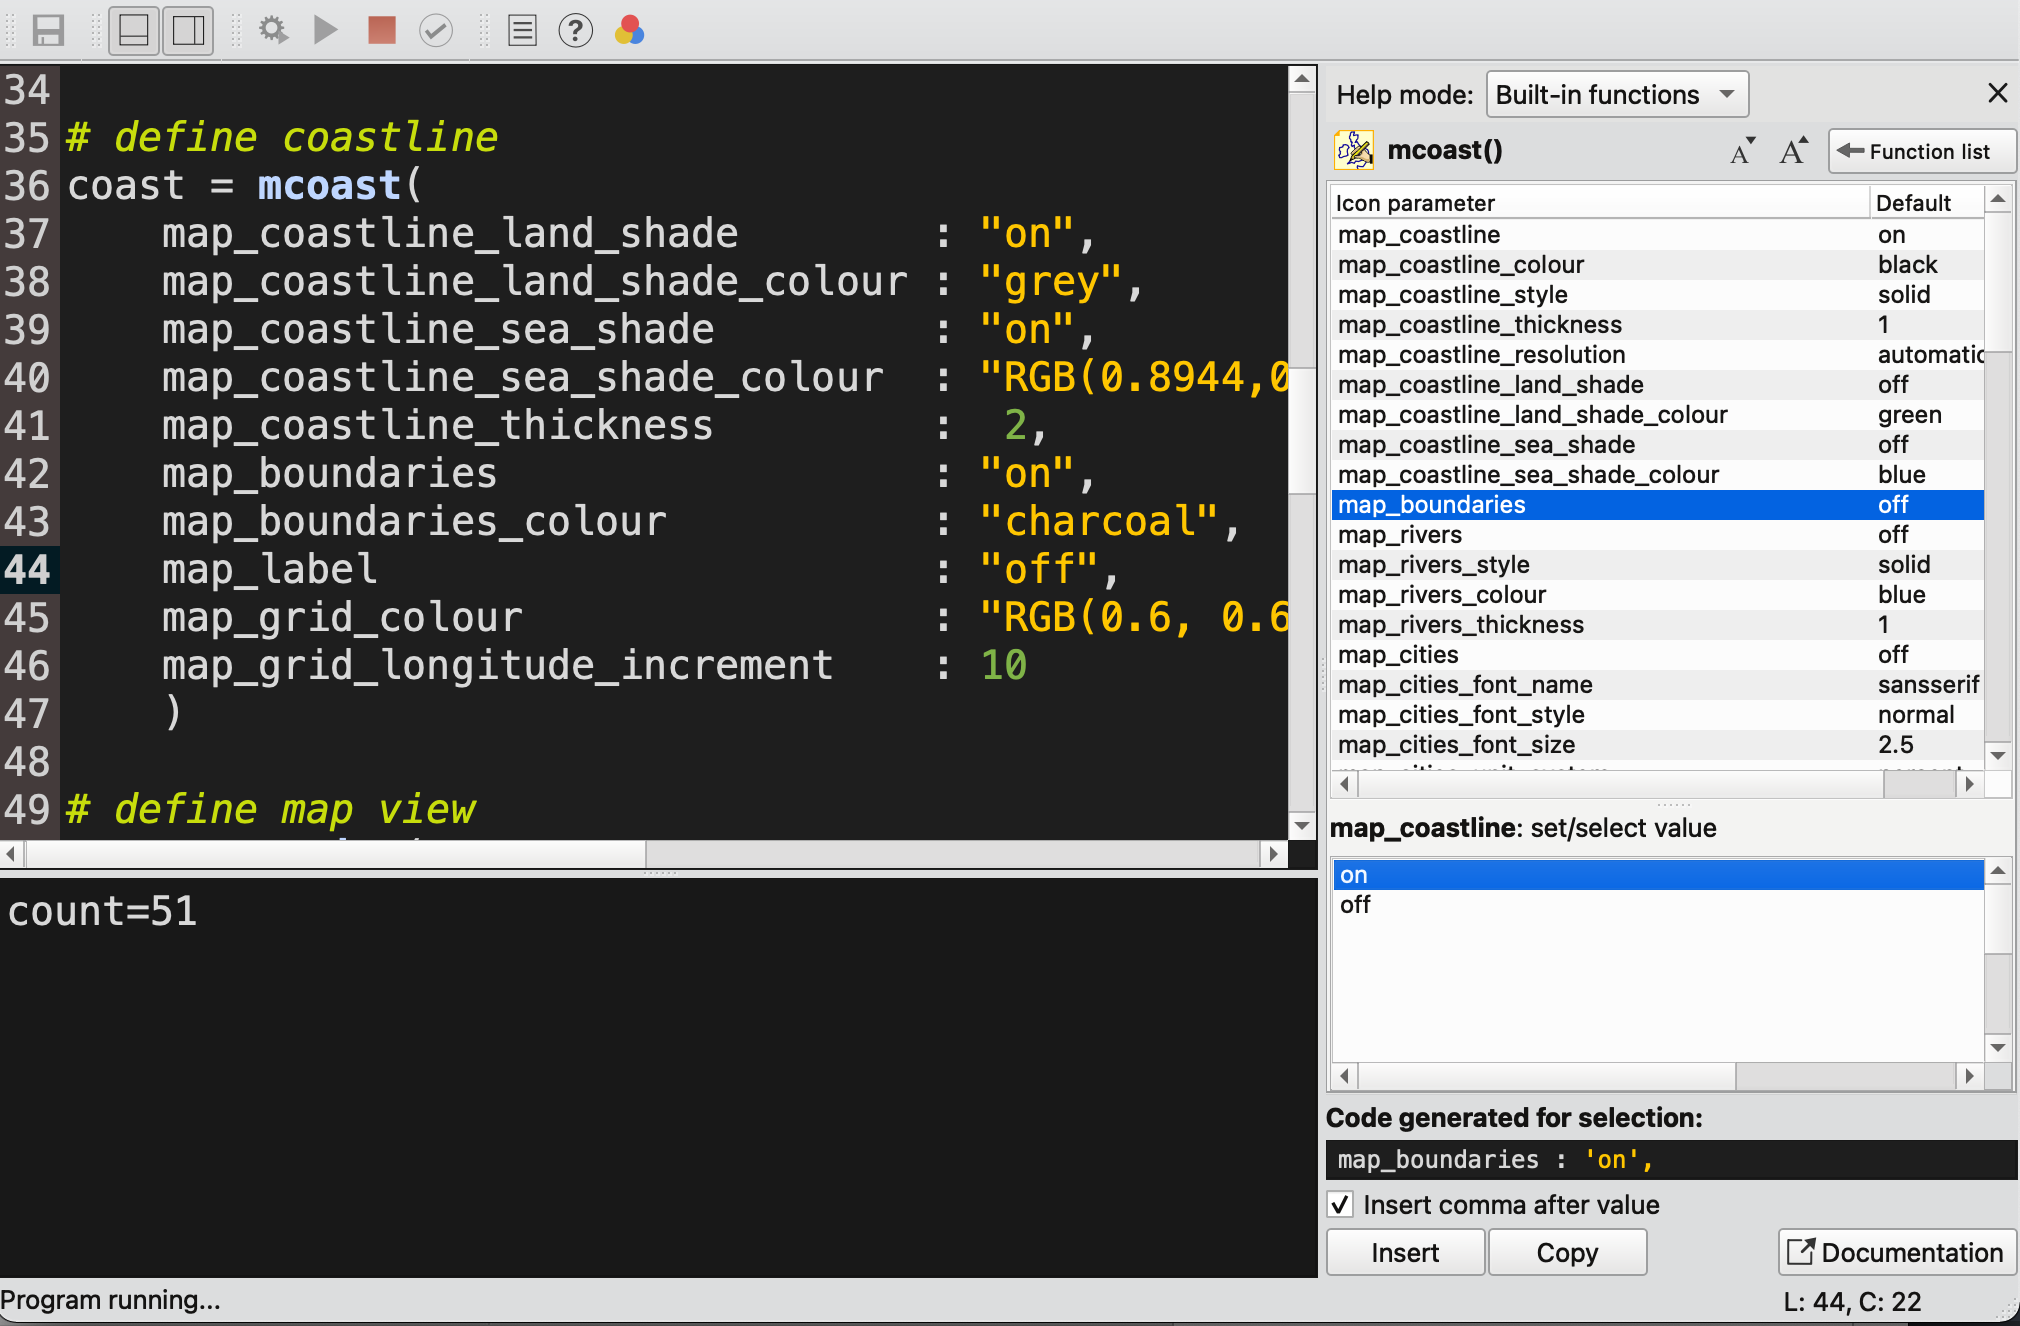 34
35 # define coastline
36 coast = mcoast(
37 map_coastline_land_shade : "on",
38 map_coastline_land_shade_colour : "grey",
39 map_coastline_sea_shade : "on",
40 map_coastline_sea_shade_colour : "RGB(0.8944,0
41 map_coastline_thickness : 2,
42 map_boundaries : "on",
43 map_boundaries_colour : "charcoal",
44 map_label : "off",
45 map_grid_colour : "RGB(0.6, 0.6
46 map_grid_longitude_increment : 10
47 )
48
49 # define map view
count=51
Program running...
Help mode: Built-in functions
mcoast() Function list
Icon parameter Default
map_coastline on
map_coastline_colour black
map_coastline_style solid
map_coastline_thickness 1
map_coastline_resolution automatic
map_coastline_land_shade off
map_coastline_land_shade_colour green
map_coastline_sea_shade off
map_coastline_sea_shade_colour blue
map_boundaries off
map_rivers off
map_rivers_style solid
map_rivers_colour blue
map_rivers_thickness 1
map_cities off
map_cities_font_name sansserif
map_cities_font_style normal
map_cities_font_size 2.5
map_coastline: set/select value
on
off
Code generated for selection:
map_boundaries : 'on',
Insert comma after value
Insert Copy Documentation
L: 44, C: 22